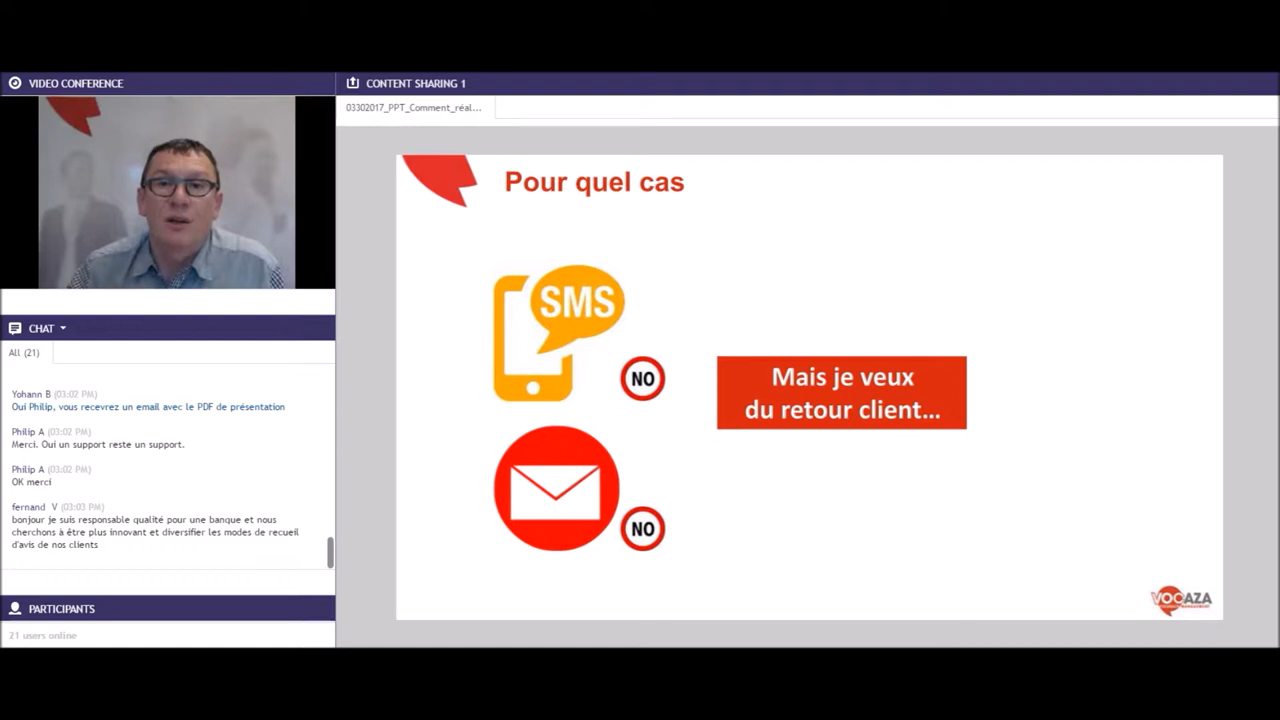 VIDEO CONFERENCE
CONTENT SHARING 1
03302017_PPT_Comment_réal...
Pour quel cas
SMS
NO
Mais je veux
du retour client...
NO
VOCAZA
CHAT
All (21)
Yohann B (03:02 PM)
Oui Philip, vous recevrez un email avec le PDF de présentation
Philip A (03:02 PM)
Merci. Oui un support reste un support.
Philip A (03:02 PM)
OK merci
fernand V (03:03 PM)
bonjour je suis responsable qualité pour une banque et nous
cherchons à être plus innovant et diversifier les modes de recueil
d'avis de nos clients
PARTICIPANTS
21 users online